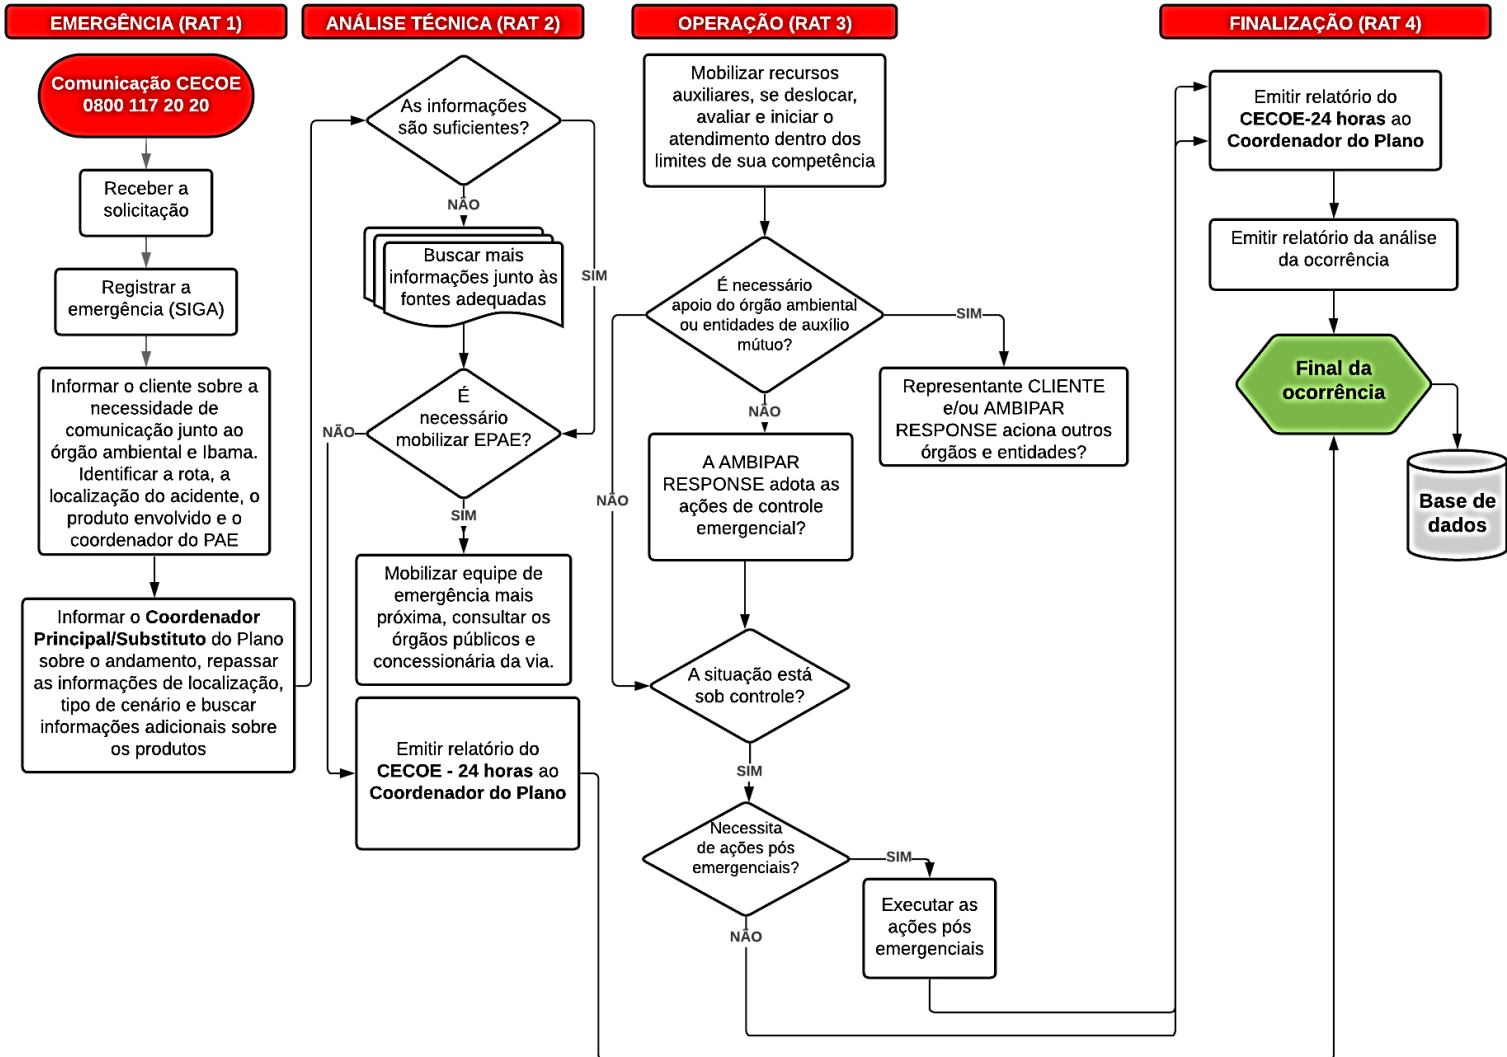 EMERGÊNCIA (RAT 1)
Comunicação CECOE
0800 117 20 20
Receber a
solicitação
Registrar a
emergência (SIGA)
Informar o cliente sobre a
necessidade de
comunicação junto ao
órgão ambiental e Ibama.
Identificar a rota, a
localização do acidente, o
produto envolvido e o
coordenador do PAE
Informar o Coordenador
Principal/Substituto do Plano
sobre o andamento, repassar
as informações de localização,
tipo de cenário e buscar
informações adicionais sobre
os produtos
ANÁLISE TÉCNICA (RAT 2)
As informações
são suficientes?
NÃO
SIM
Buscar mais
informações junto às
fontes adequadas
É
necessário
mobilizar EPAE?
NÃO
SIM
Mobilizar equipe de
emergência mais
próxima, consultar os
órgãos públicos e
concessionária da via.
Emitir relatório do
CECOE - 24 horas ao
Coordenador do Plano
OPERAÇÃO (RAT 3)
Mobilizar recursos
auxiliares, se deslocar,
avaliar e iniciar o
atendimento dentro dos
limites de sua competência
É necessário
apoio do órgão ambiental
ou entidades de auxílio
mútuo?
SIM
NÃO
NÃO
Representante CLIENTE
e/ou AMBIPAR
RESPONSE aciona outros
órgãos e entidades?
A AMBIPAR
RESPONSE adota as
ações de controle
emergencial?
A situação está
sob controle?
SIM
Necessita
de ações pós
emergenciais?
SIM
NÃO
Executar as
ações pós
emergenciais
FINALIZAÇÃO (RAT 4)
Emitir relatório do
CECOE-24 horas ao
Coordenador do Plano
Emitir relatório da análise
da ocorrência
Final da
ocorrência
Base de
dados